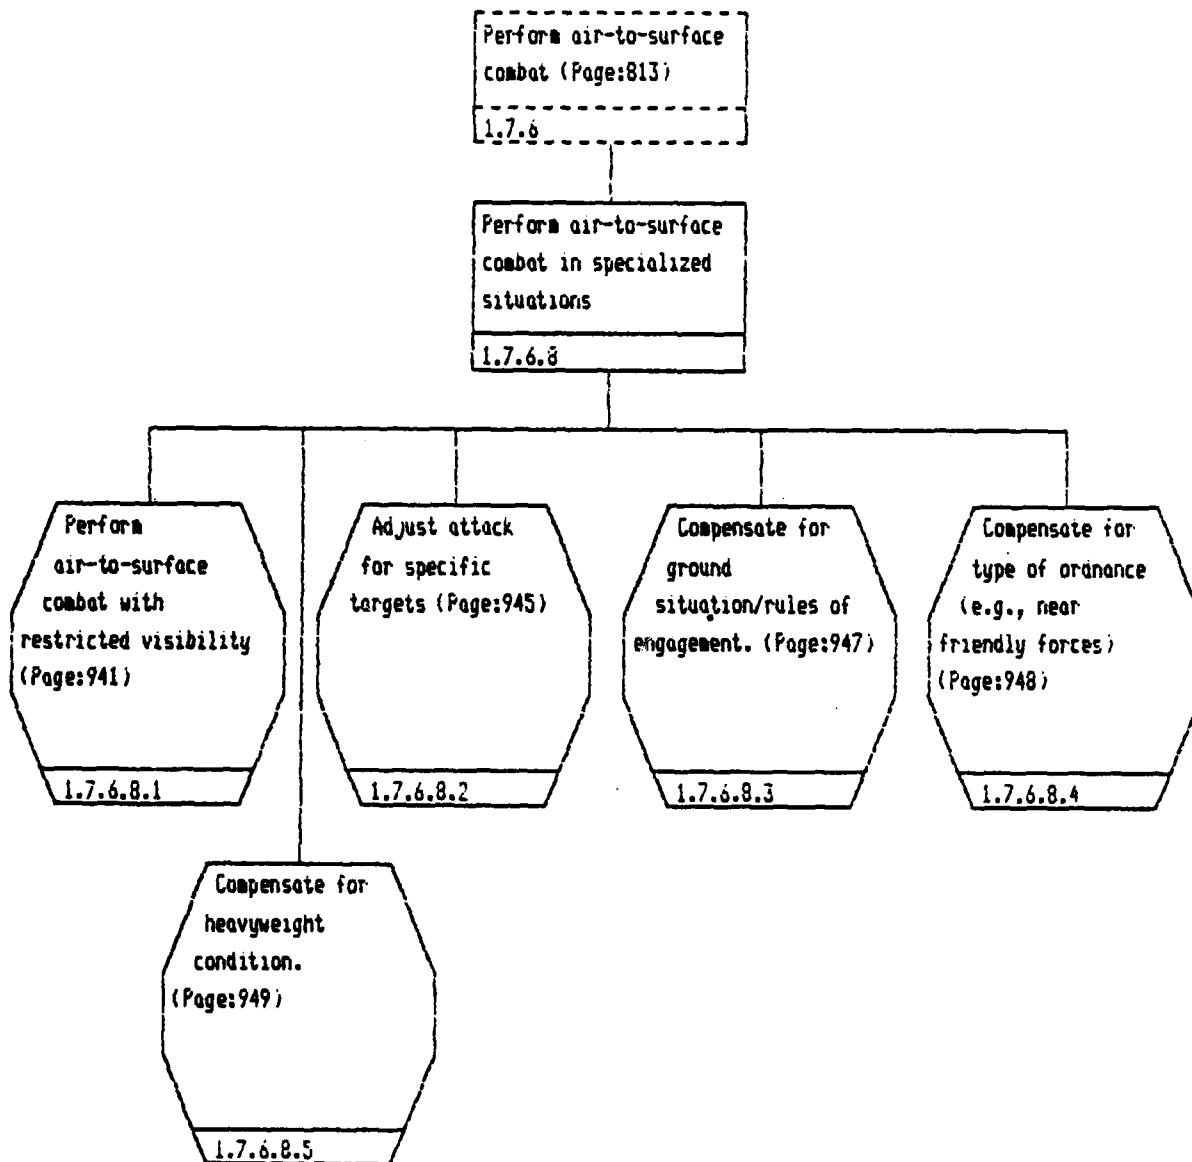 Perform air-to-surface
combat (Page:813)
1.7.6
Perform air-to-surface
combat in specialized
situations
1.7.6.8
Perform
air-to-surface
combat with
restricted visibility
(Page:941)
1.7.6.8.1
Adjust attack
for specific
targets (Page:945)
1.7.6.8.2
Compensate for
ground
situation/rules of
engagement. (Page:947)
1.7.6.8.3
Compensate for
type of ordnance
(e.g., near
friendly forces)
(Page:948)
1.7.6.8.4
Compensate for
heavyweight
condition.
(Page:949)
1.7.6.8.5